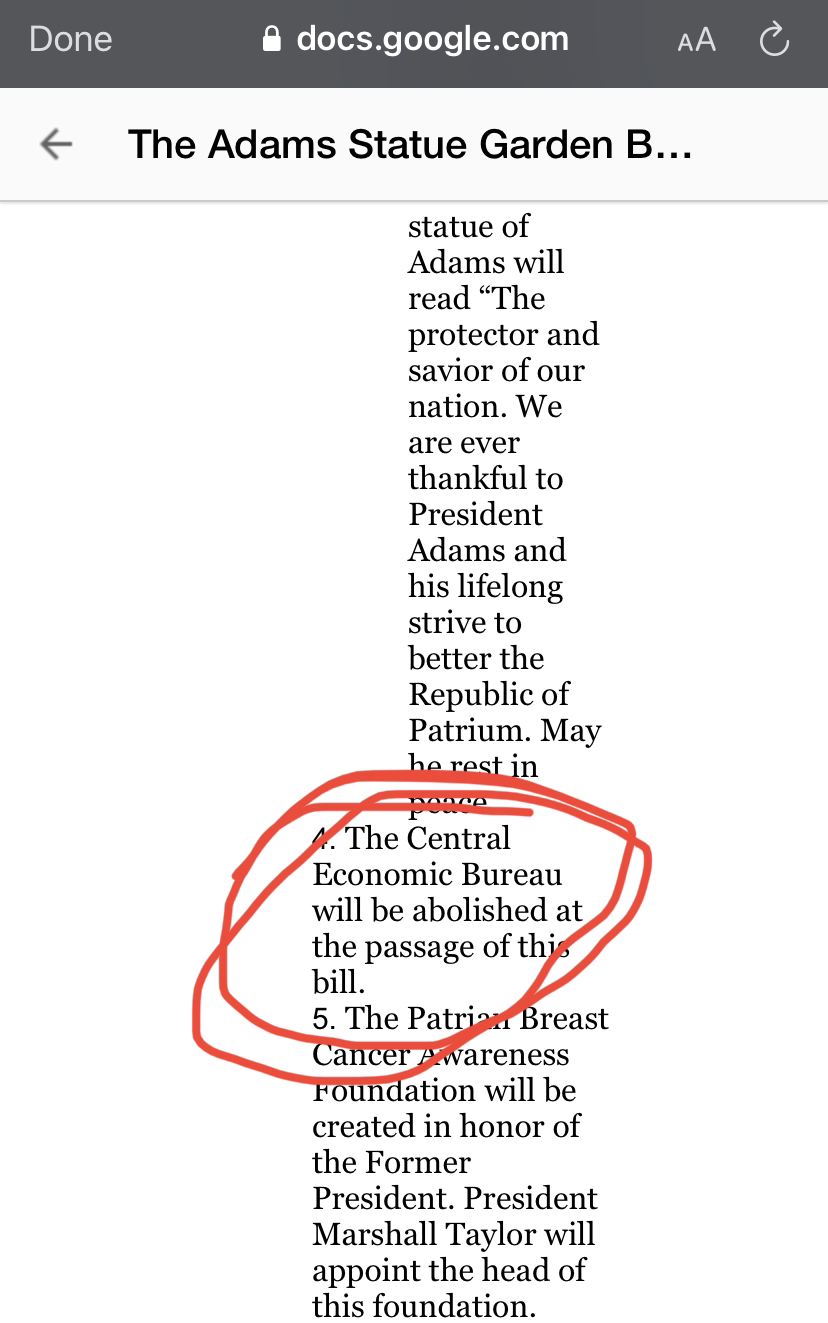 Done
docs.google.com
AA
The Adams Statue Garden B...
statue of
Adams will
read “The
protector and
savior of our
nation. We
are ever
thankful to
President
Adams and
his lifelong
strive to
better the
Republic of
Patrium. May
he rest in
peace
4. The Central
Economic Bureau
will be abolished at
the passage of this
bill.
5. The Patrian Breast
Cancer Awareness
Foundation will be
created in honor of
the Former
President. President
Marshall Taylor will
appoint the head of
this foundation.